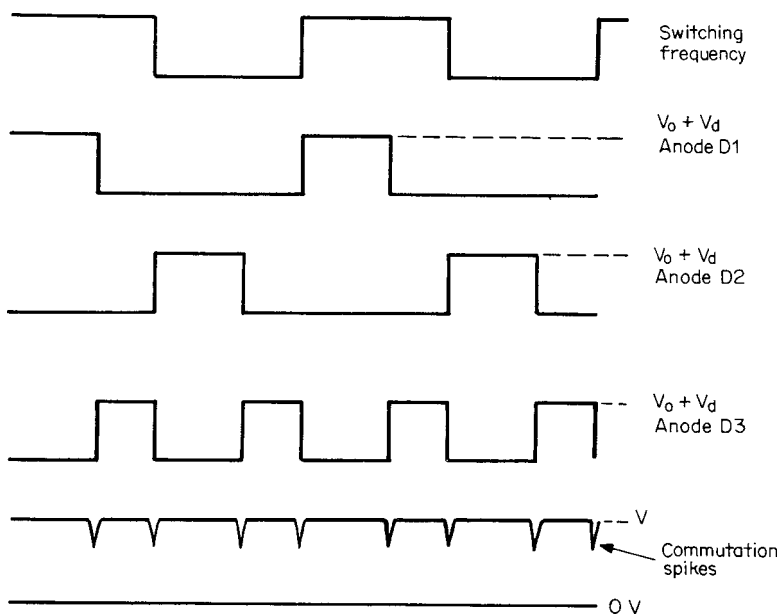 Switching
frequency
Vo + Vd
Anode D1
Vo + Vd
Anode D2
Vo + Vd
Anode D3
V
Commutation
spikes
0 V